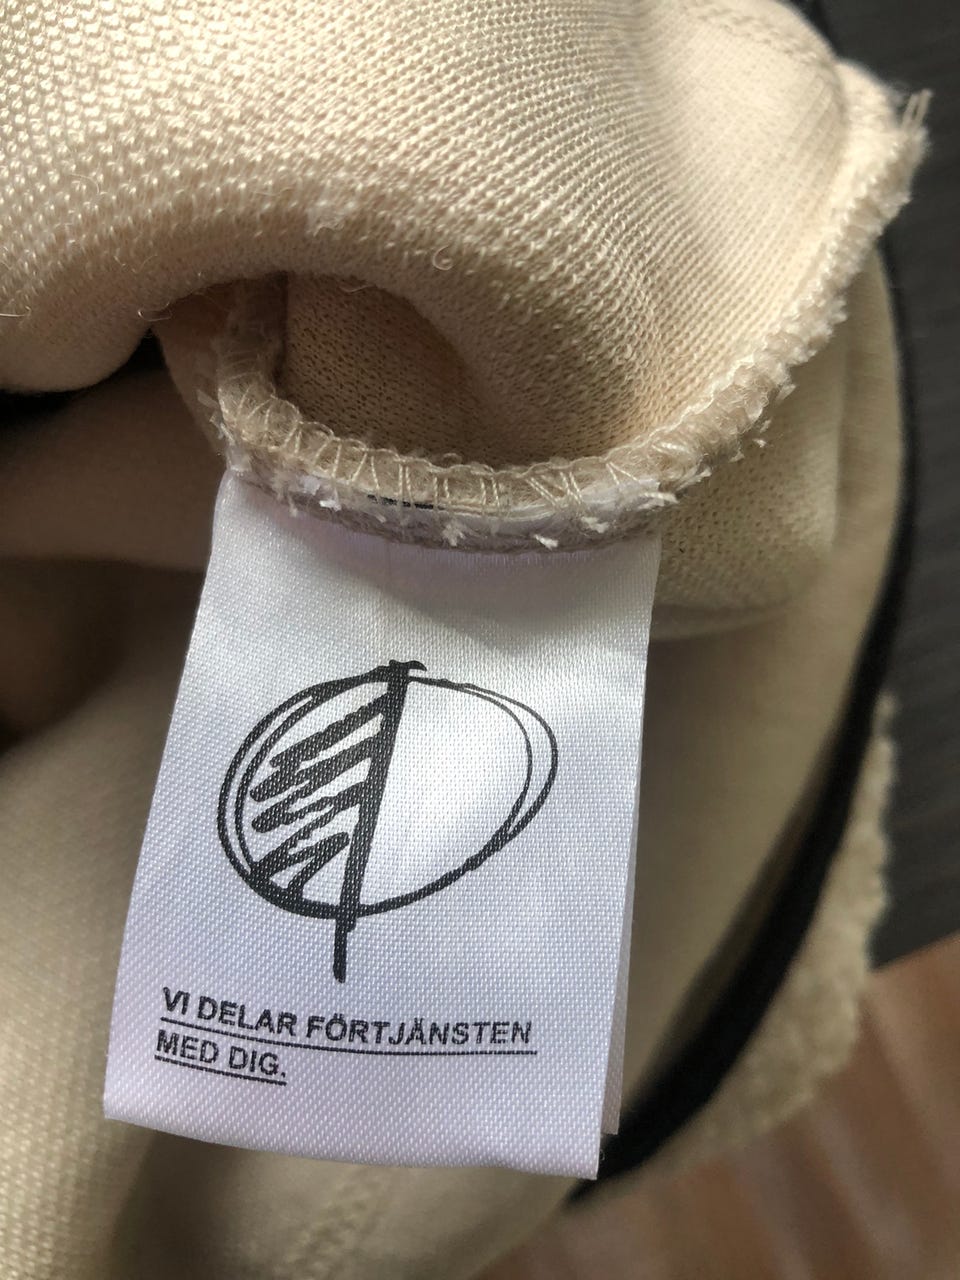 VI DELAR FÖRTJÄNSTEN
MED DIG.